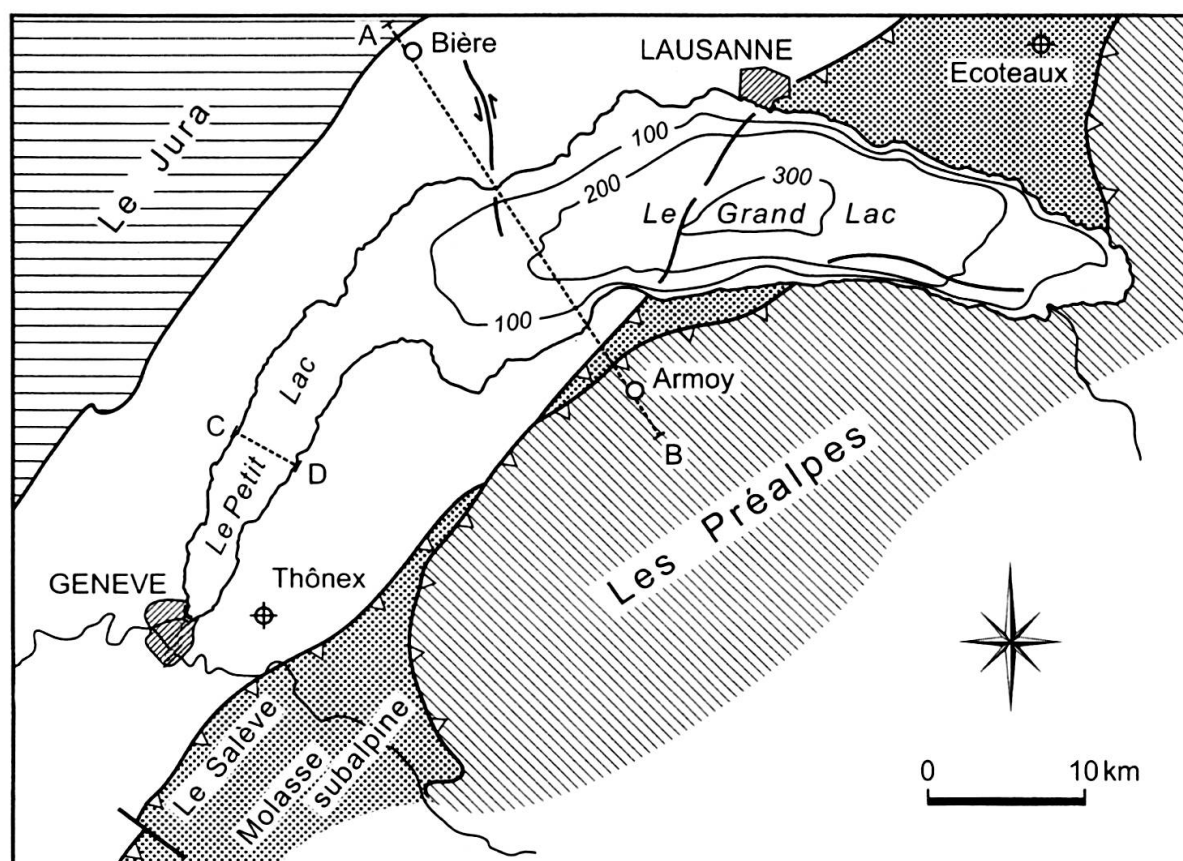 A
Bière
LAUSANNE
Ecoteaux
Le Jura
100
200
300
Le Grand Lac
100
Armoy
B
C
D
Le Petit Lac
Les Préalpes
GENEVE
Thônex
Le Salève
Molasse
subalpine
0 10 km